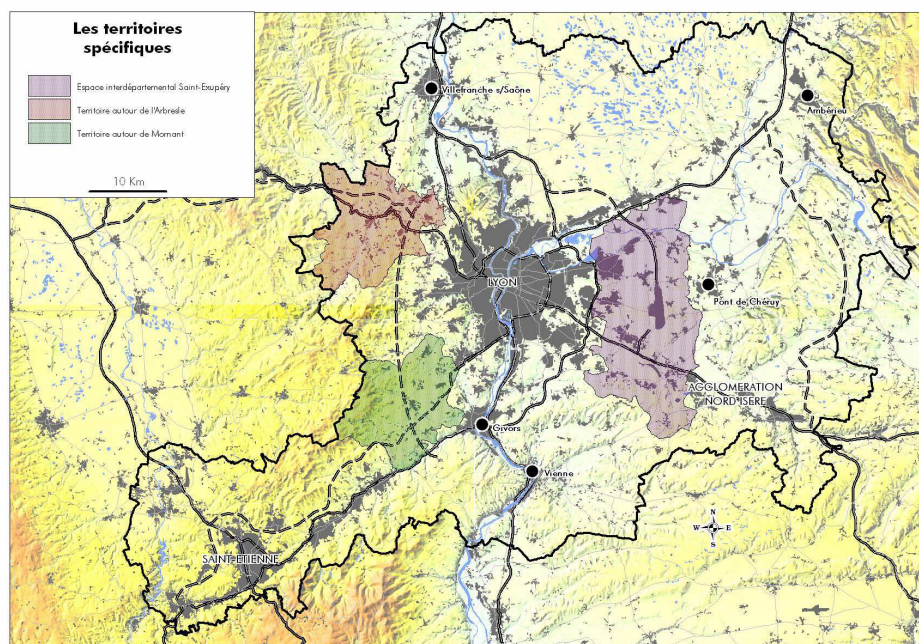 Les territoires
spécifiques
Espace interdépartemental Saint-Exupéry
Territoire autour de l'Arbresle
Territoire autour de Mornant
10 Km
Villefranche s/Saône
Ambérieu
LYON
Pont de Chéruy
AGGLOMERATION
NORD ISERE
Givors
Vienne
N
W E
S
SAINT-ETIENNE